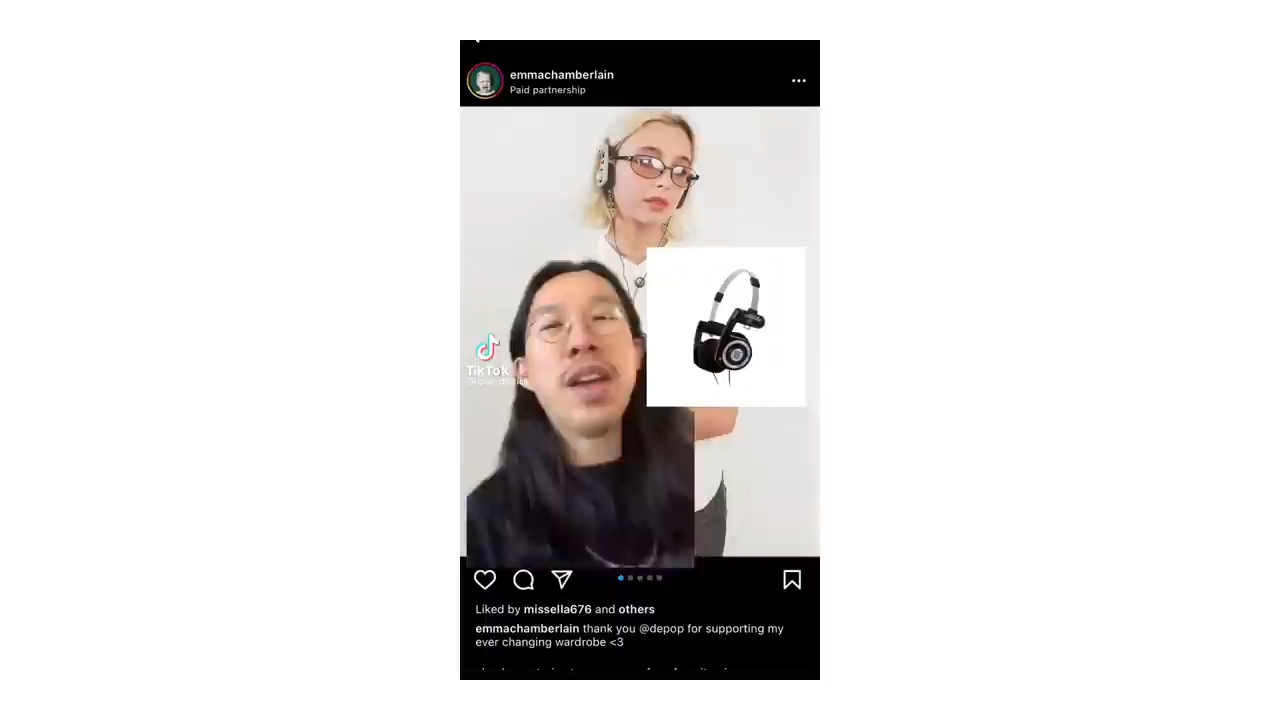 emmachamberlain
Paid partnership
TikTok
Liked by missella676 and others
emmachamberlain thank you @depop for supporting my
ever changing wardrobe <3